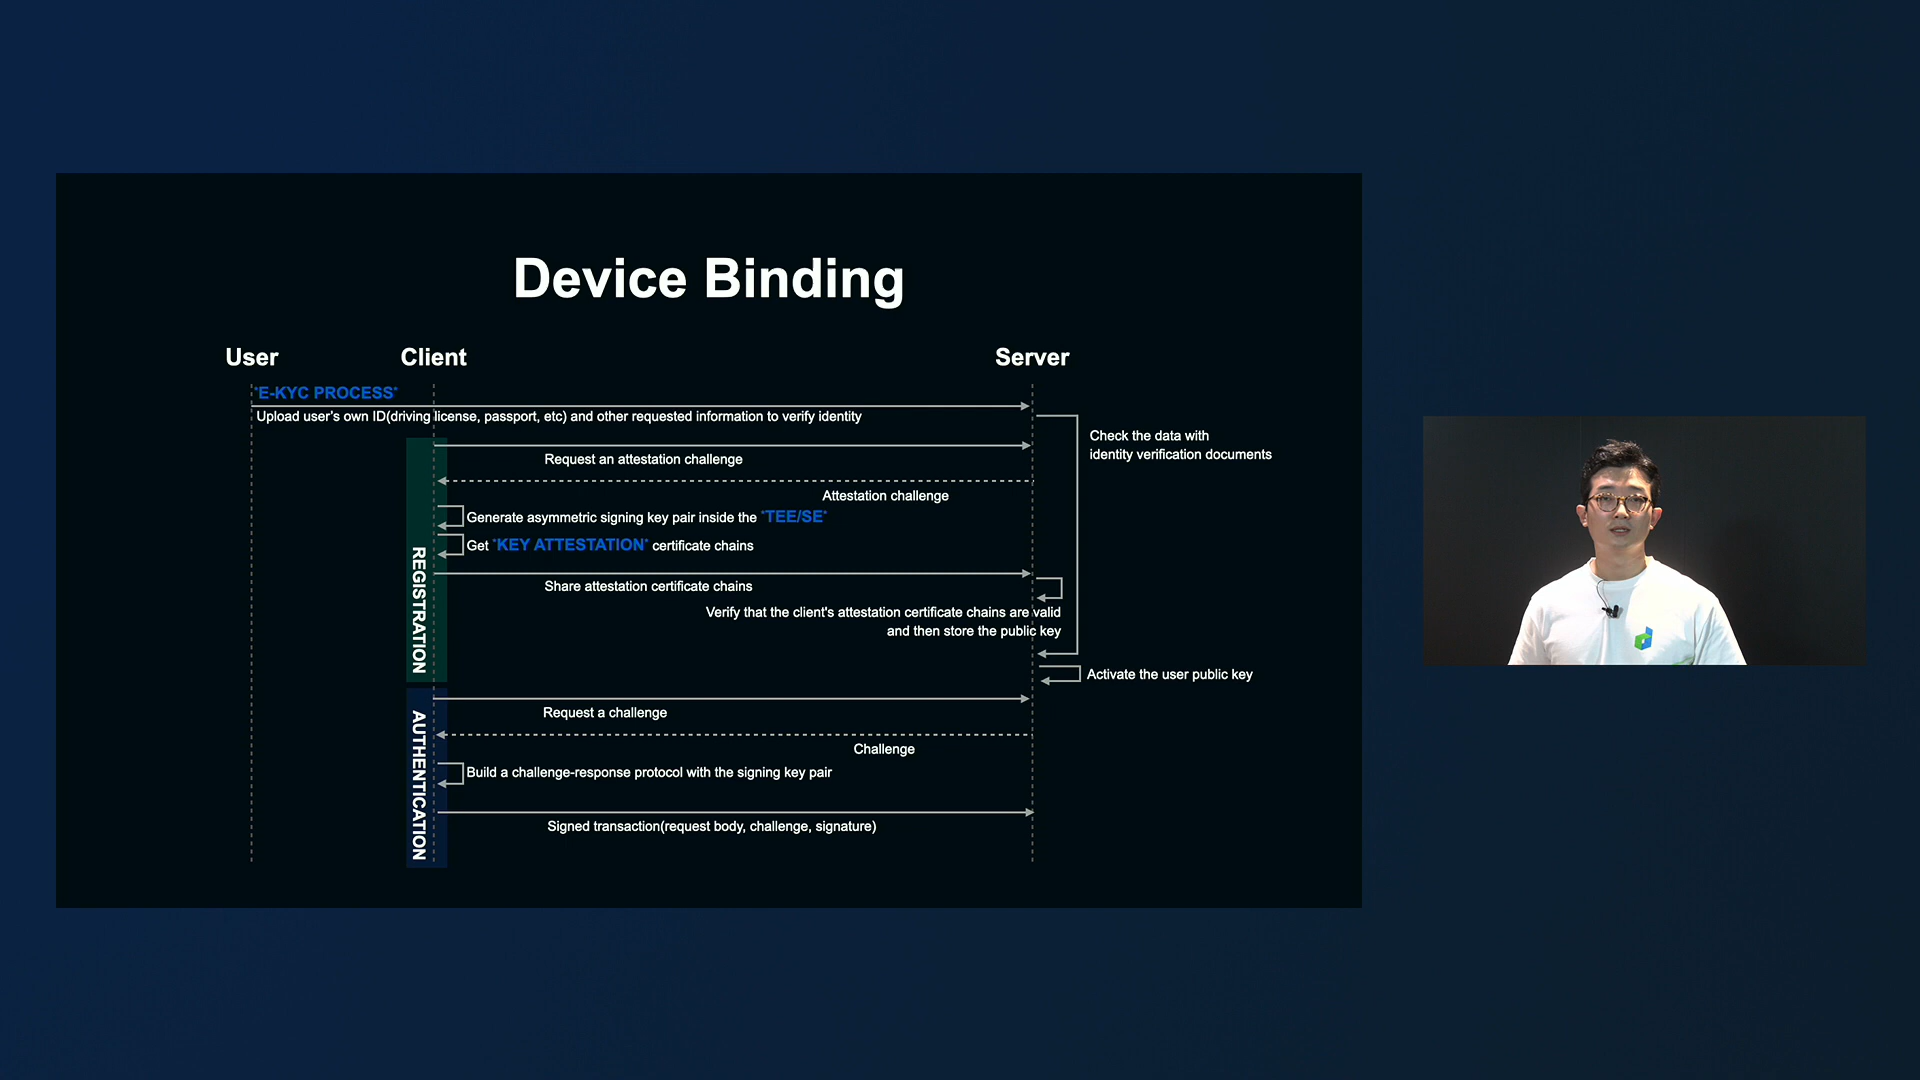 Device Binding
User
Client
Server
*E-KYC PROCESS*
Upload user's own ID(driving license, passport, etc) and other requested information to verify identity
Check the data with
identity verification documents
Request an attestation challenge
Attestation challenge
Generate asymmetric signing key pair inside the *TEE/SE*
Get *KEY ATTESTATION* certificate chains
REGISTRATION
Share attestation certificate chains
Verify that the client's attestation certificate chains are valid
and then store the public key
Activate the user public key
Request a challenge
Challenge
AUTHENTICATION
Build a challenge-response protocol with the signing key pair
Signed transaction(request body, challenge, signature)